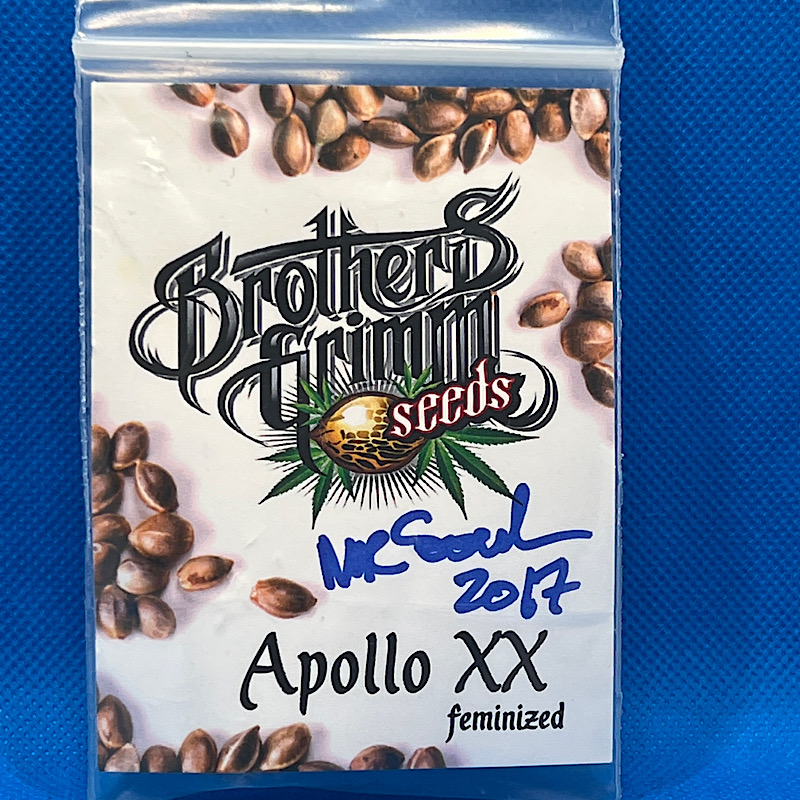 Brothers
Grimm
seeds
MRSoul
2017
Apollo XX
feminized